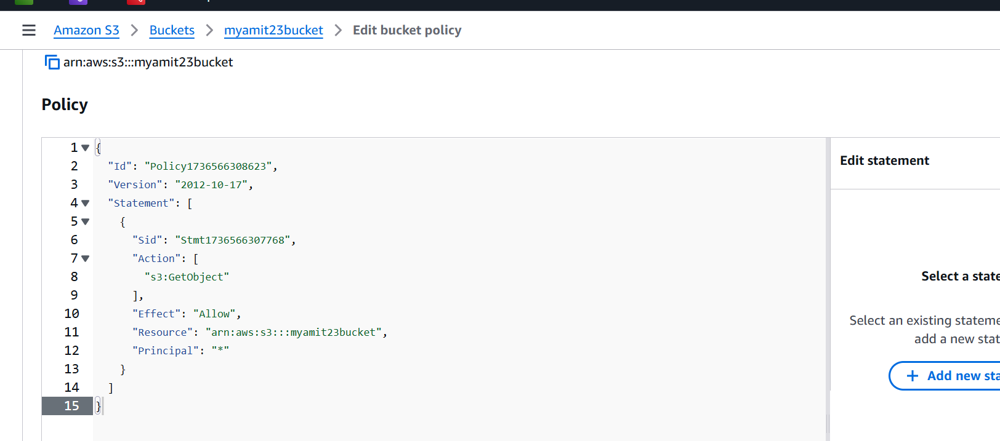 Amazon S3 > Buckets > myamit23bucket > Edit bucket policy
arn:aws:s3:::myamit23bucket
Policy
1 {
2 "Id": "Policy1736566308623",
3 "Version": "2012-10-17",
4 "Statement": [
5 {
6 "Sid": "Stmt1736566307768",
7 "Action": [
8 "s3:GetObject"
9 ],
10 "Effect": "Allow",
11 "Resource": "arn:aws:s3:::myamit23bucket",
12 "Principal": "*"
13 }
14 ]
15 }
Edit statement
Select a state
Select an existing stateme
add a new stat
+ Add new sta